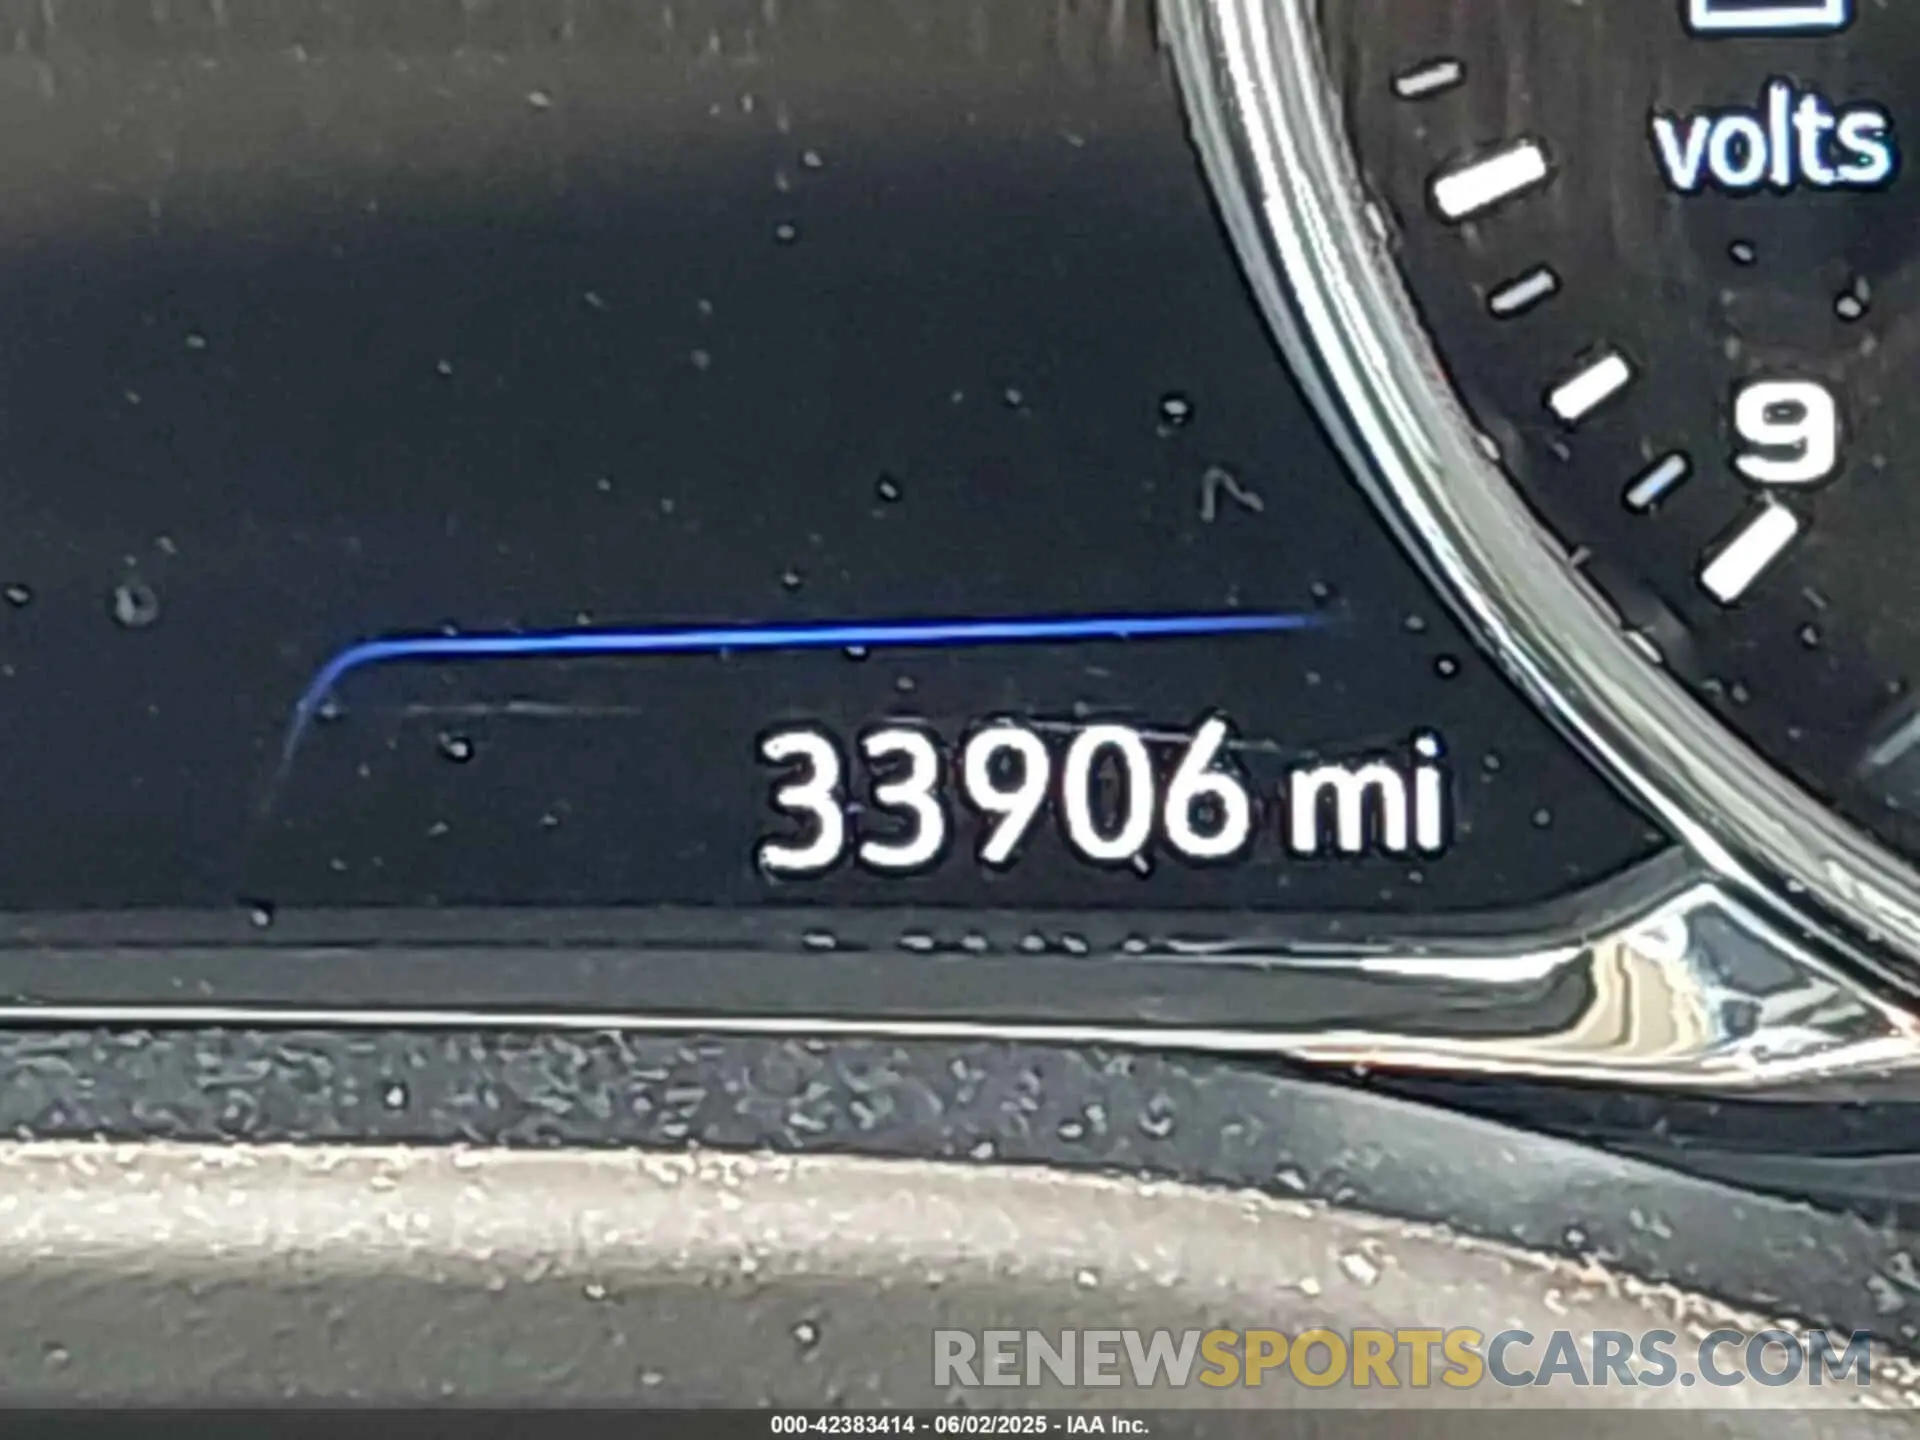 volts
9
33906 mi
RENEWSPORTSCARS.COM
000-42383414 - 06/02/2025 - IAA Inc.